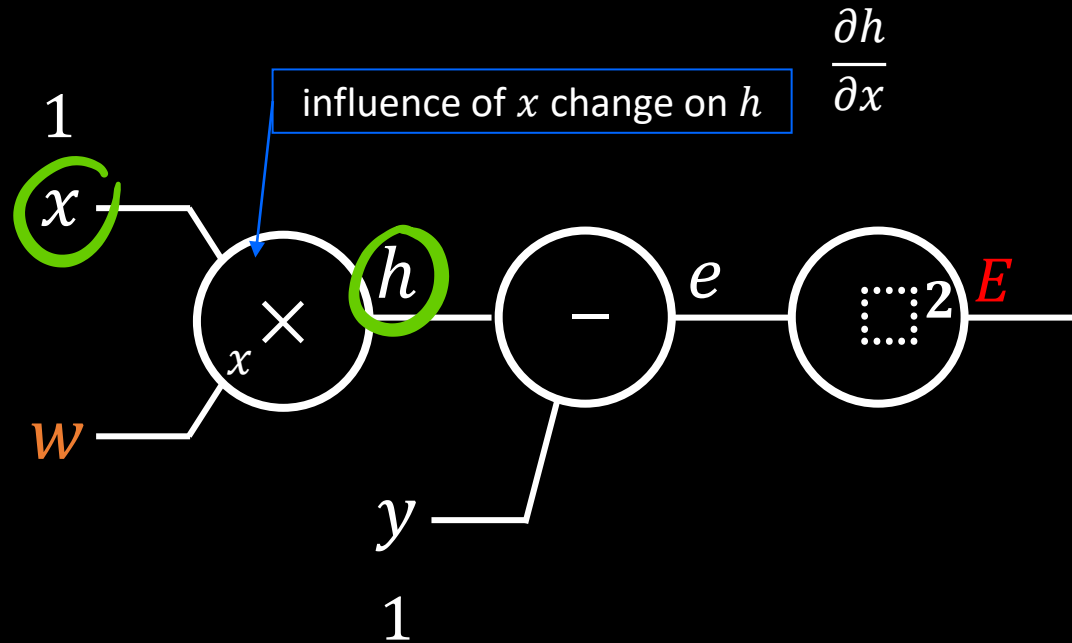 ∂h
∂x
influence of x change on h
1
x
h
e
E
×
−
2
x
w
y
1